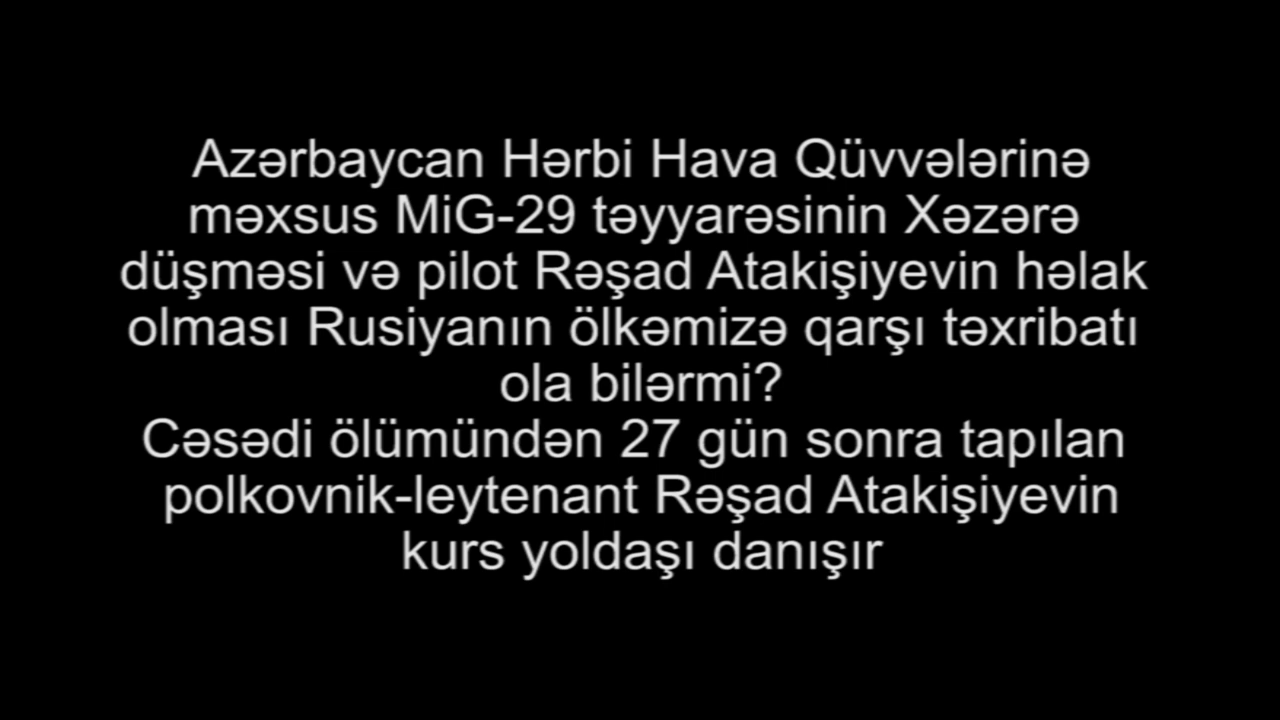 Azərbaycan Hərbi Hava Qüvvələrinə
məxsus MiG-29 təyyarəsinin Xəzərə
düşməsi və pilot Rəşad Atakişiyevin həlak
olması Rusiyanın ölkəmizə qarşı təxribatı
ola bilərmi?
Cəsədi ölümündən 27 gün sonra tapılan
polkovnik-leytenant Rəşad Atakişiyevin
kurs yoldaşı danışır